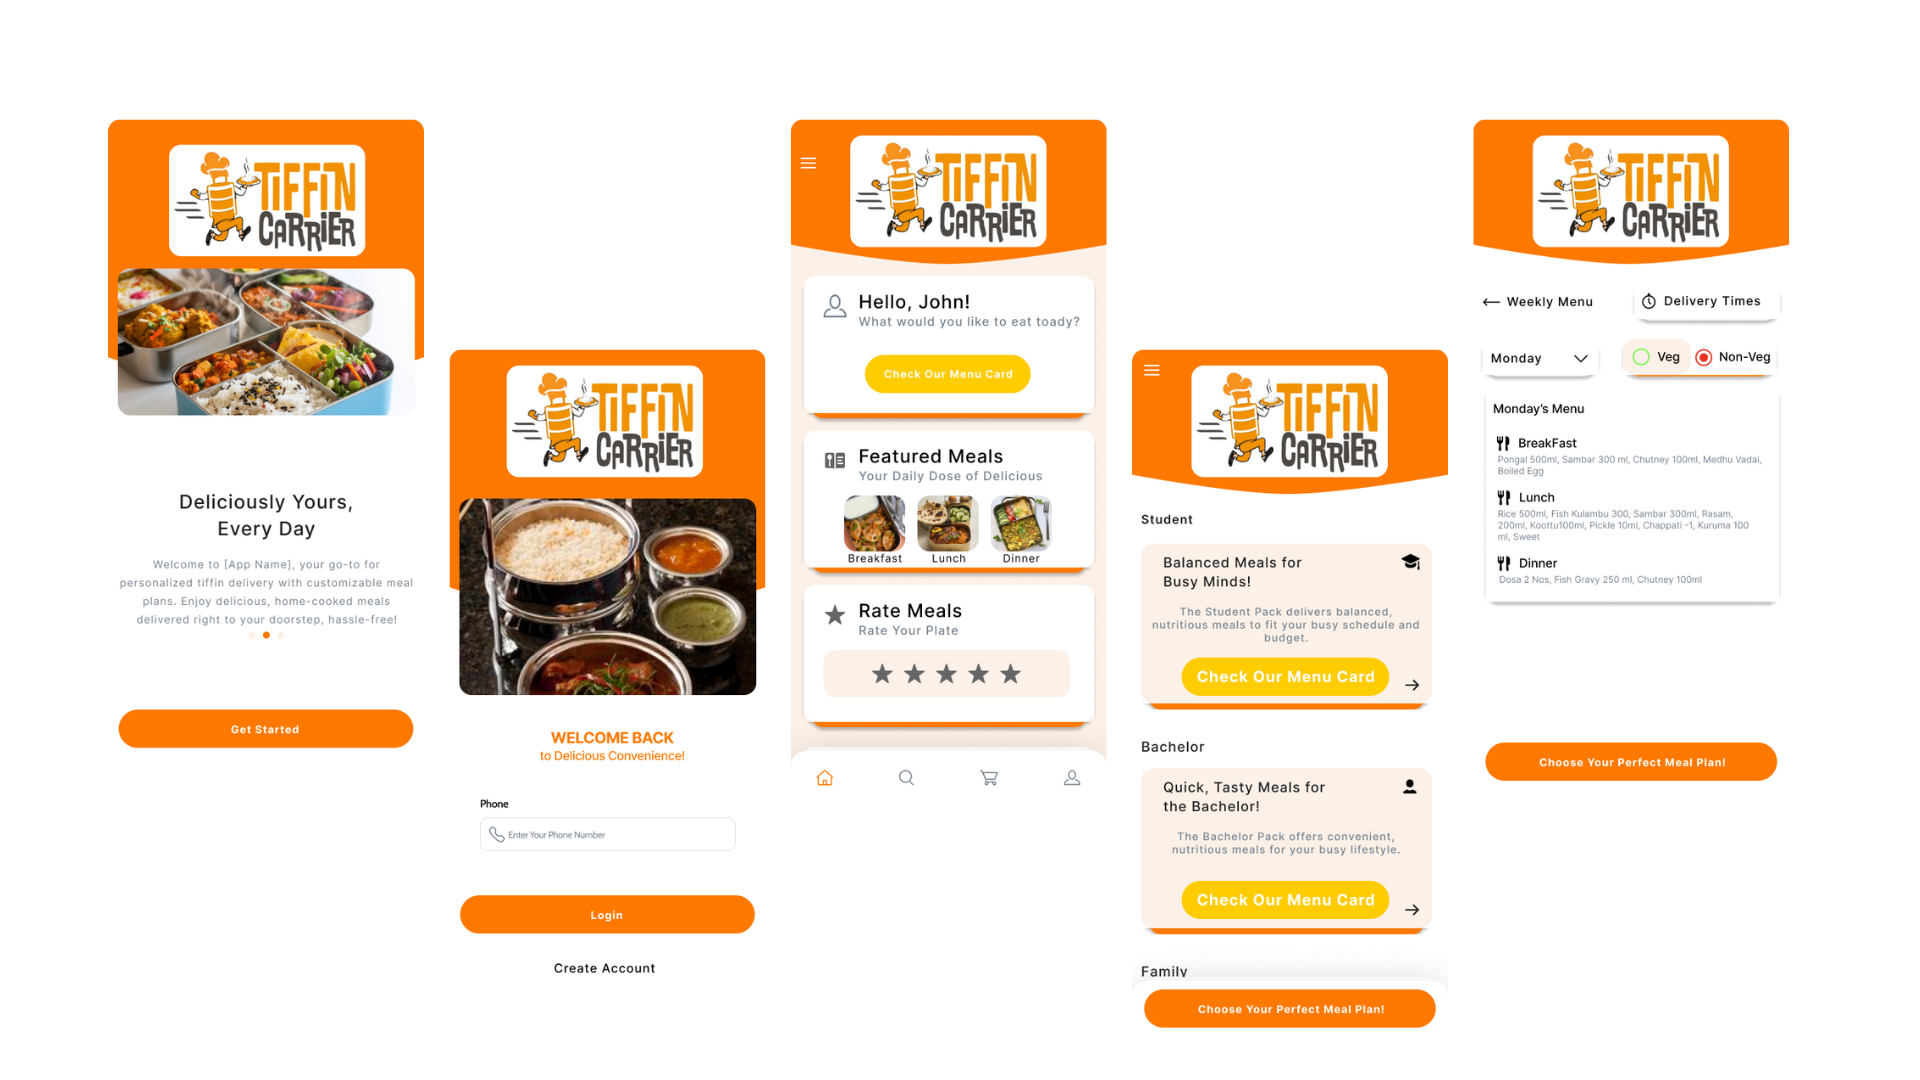 TIFFIN
CARRIER
Deliciously Yours,
Every Day
Welcome to [App Name], your go-to for
personalized tiffin delivery with customizable meal
plans. Enjoy delicious, home-cooked meals
delivered right to your doorstep, hassle-free!
Get Started
TIFFIN
CARRIER
WELCOME BACK
to Delicious Convenience!
Phone
Enter Your Phone Number
Login
Create Account
TIFFIN
CARRIER
Hello, John!
What would you like to eat toady?
Check Our Menu Card
Featured Meals
Your Daily Dose of Delicious
Breakfast Lunch Dinner
Rate Meals
Rate Your Plate
TIFFIN
CARRIER
Student
Balanced Meals for
Busy Minds!
The Student Pack delivers balanced,
nutritious meals to fit your busy schedule and
budget.
Check Our Menu Card
Bachelor
Quick, Tasty Meals for
the Bachelor!
The Bachelor Pack offers convenient,
nutritious meals for your busy lifestyle.
Check Our Menu Card
Family
Choose Your Perfect Meal Plan!
TIFFIN
CARRIER
Weekly Menu Delivery Times
Monday Veg Non-Veg
Monday's Menu
BreakFast
Pongal 500ml, Sambar 300 ml, Chutney 100ml, Medhu Vadai,
Boiled Egg
Lunch
Rice 500ml, Fish Kulambu 300, Sambar 300ml, Rasam,
200ml, Koottu100ml, Pickle 10ml, Chappati -1, Kuruma 100
ml, Sweet
Dinner
Dosa 2 Nos, Fish Gravy 250 ml, Chutney 100ml
Choose Your Perfect Meal Plan!